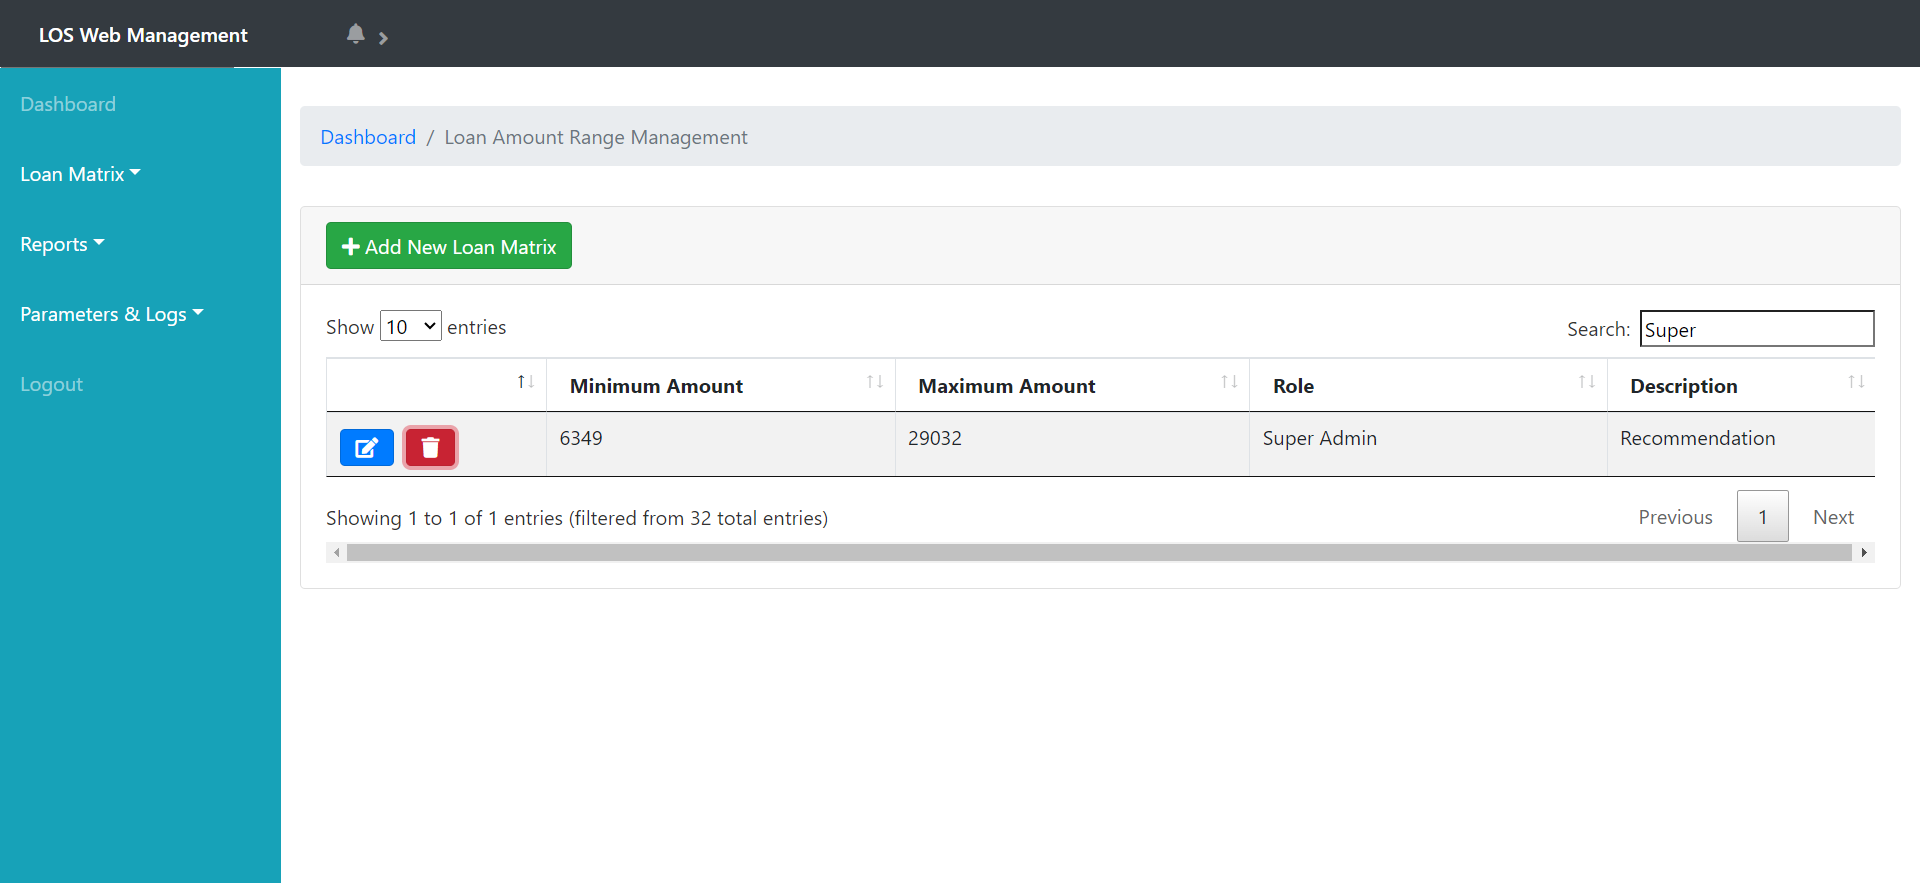 LOS Web Management
Dashboard
Loan Matrix
Reports
Parameters & Logs
Logout
Dashboard / Loan Amount Range Management
Add New Loan Matrix
Show 10 entries
Search: Super
Minimum Amount Maximum Amount Role Description
6349 29032 Super Admin Recommendation
Showing 1 to 1 of 1 entries (filtered from 32 total entries)
Previous 1 Next